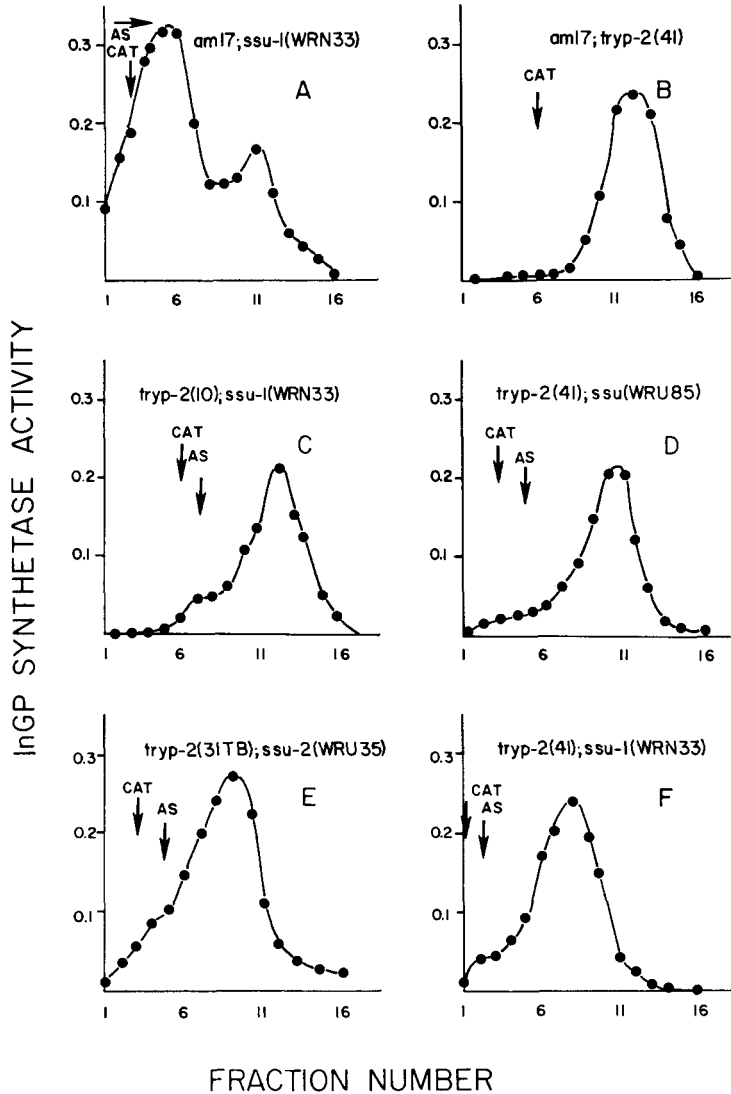 InGP SYNTHETASE ACTIVITY
0.3
0.2
0.1
AS
CAT
am17; ssu-1(WRN33)
A
1 6 11 16
0.3
0.2
0.1
am17; tryp-2(41)
CAT
B
1 6 11 16
0.3
0.2
0.1
tryp-2(10); ssu-1(WRN33)
CAT
AS
C
1 6 11 16
0.3
0.2
0.1
tryp-2(41); ssu(WRU85)
CAT
AS
D
1 6 11 16
0.3
0.2
0.1
tryp-2(31TB); ssu-2(WRU35)
CAT
AS
E
1 6 11 16
0.3
0.2
0.1
tryp-2(41); ssu-1(WRN33)
CAT
AS
F
1 6 11 16
FRACTION NUMBER